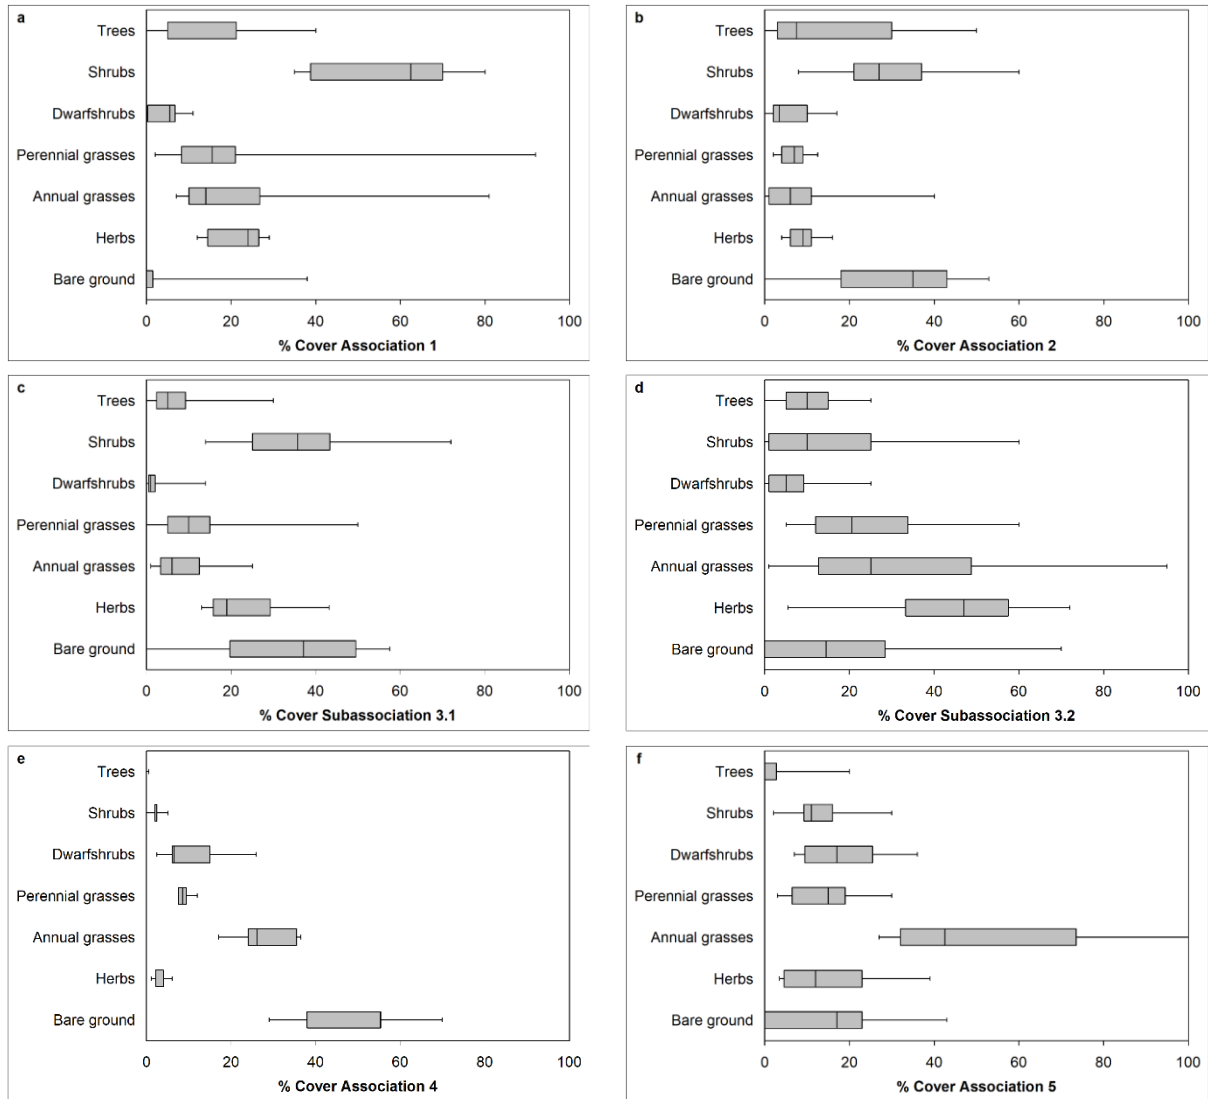 a
Trees
Shrubs
Dwarfshrubs
Perennial grasses
Annual grasses
Herbs
Bare ground
0 20 40 60 80 100
% Cover Association 1
b
Trees
Shrubs
Dwarfshrubs
Perennial grasses
Annual grasses
Herbs
Bare ground
0 20 40 60 80 100
% Cover Association 2
c
Trees
Shrubs
Dwarfshrubs
Perennial grasses
Annual grasses
Herbs
Bare ground
0 20 40 60 80 100
% Cover Subassociation 3.1
d
Trees
Shrubs
Dwarfshrubs
Perennial grasses
Annual grasses
Herbs
Bare ground
0 20 40 60 80 100
% Cover Subassociation 3.2
e
Trees
Shrubs
Dwarfshrubs
Perennial grasses
Annual grasses
Herbs
Bare ground
0 20 40 60 80 100
% Cover Association 4
f
Trees
Shrubs
Dwarfshrubs
Perennial grasses
Annual grasses
Herbs
Bare ground
0 20 40 60 80 100
% Cover Association 5